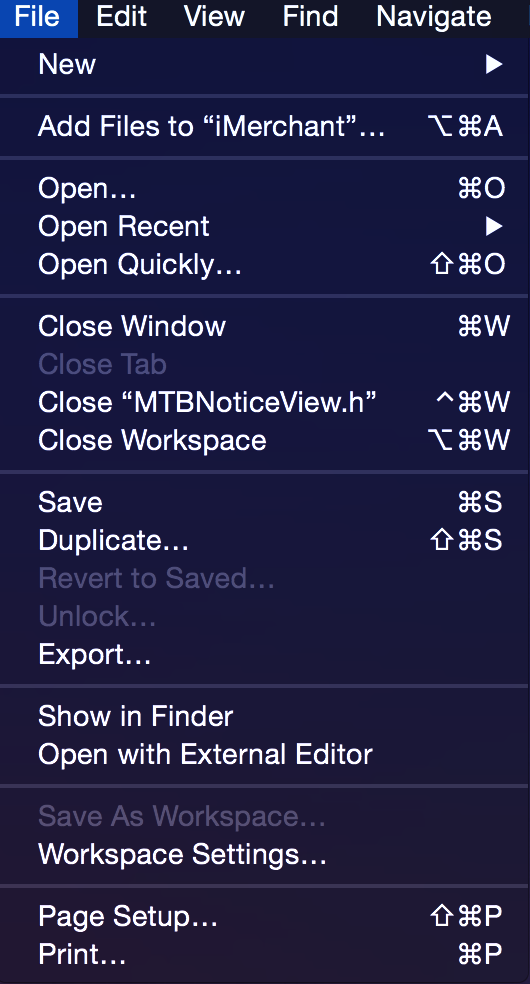 File Edit View Find Navigate
New ▶
Add Files to “iMerchant”… ⌥⌘A
Open… ⌘O
Open Recent ▶
Open Quickly… ⇧⌘O
Close Window ⌘W
Close Tab
Close “MTBNoticeView.h” ^⌘W
Close Workspace ⌥⌘W
Save ⌘S
Duplicate… ⇧⌘S
Revert to Saved…
Unlock…
Export…
Show in Finder
Open with External Editor
Save As Workspace…
Workspace Settings…
Page Setup… ⇧⌘P
Print… ⌘P